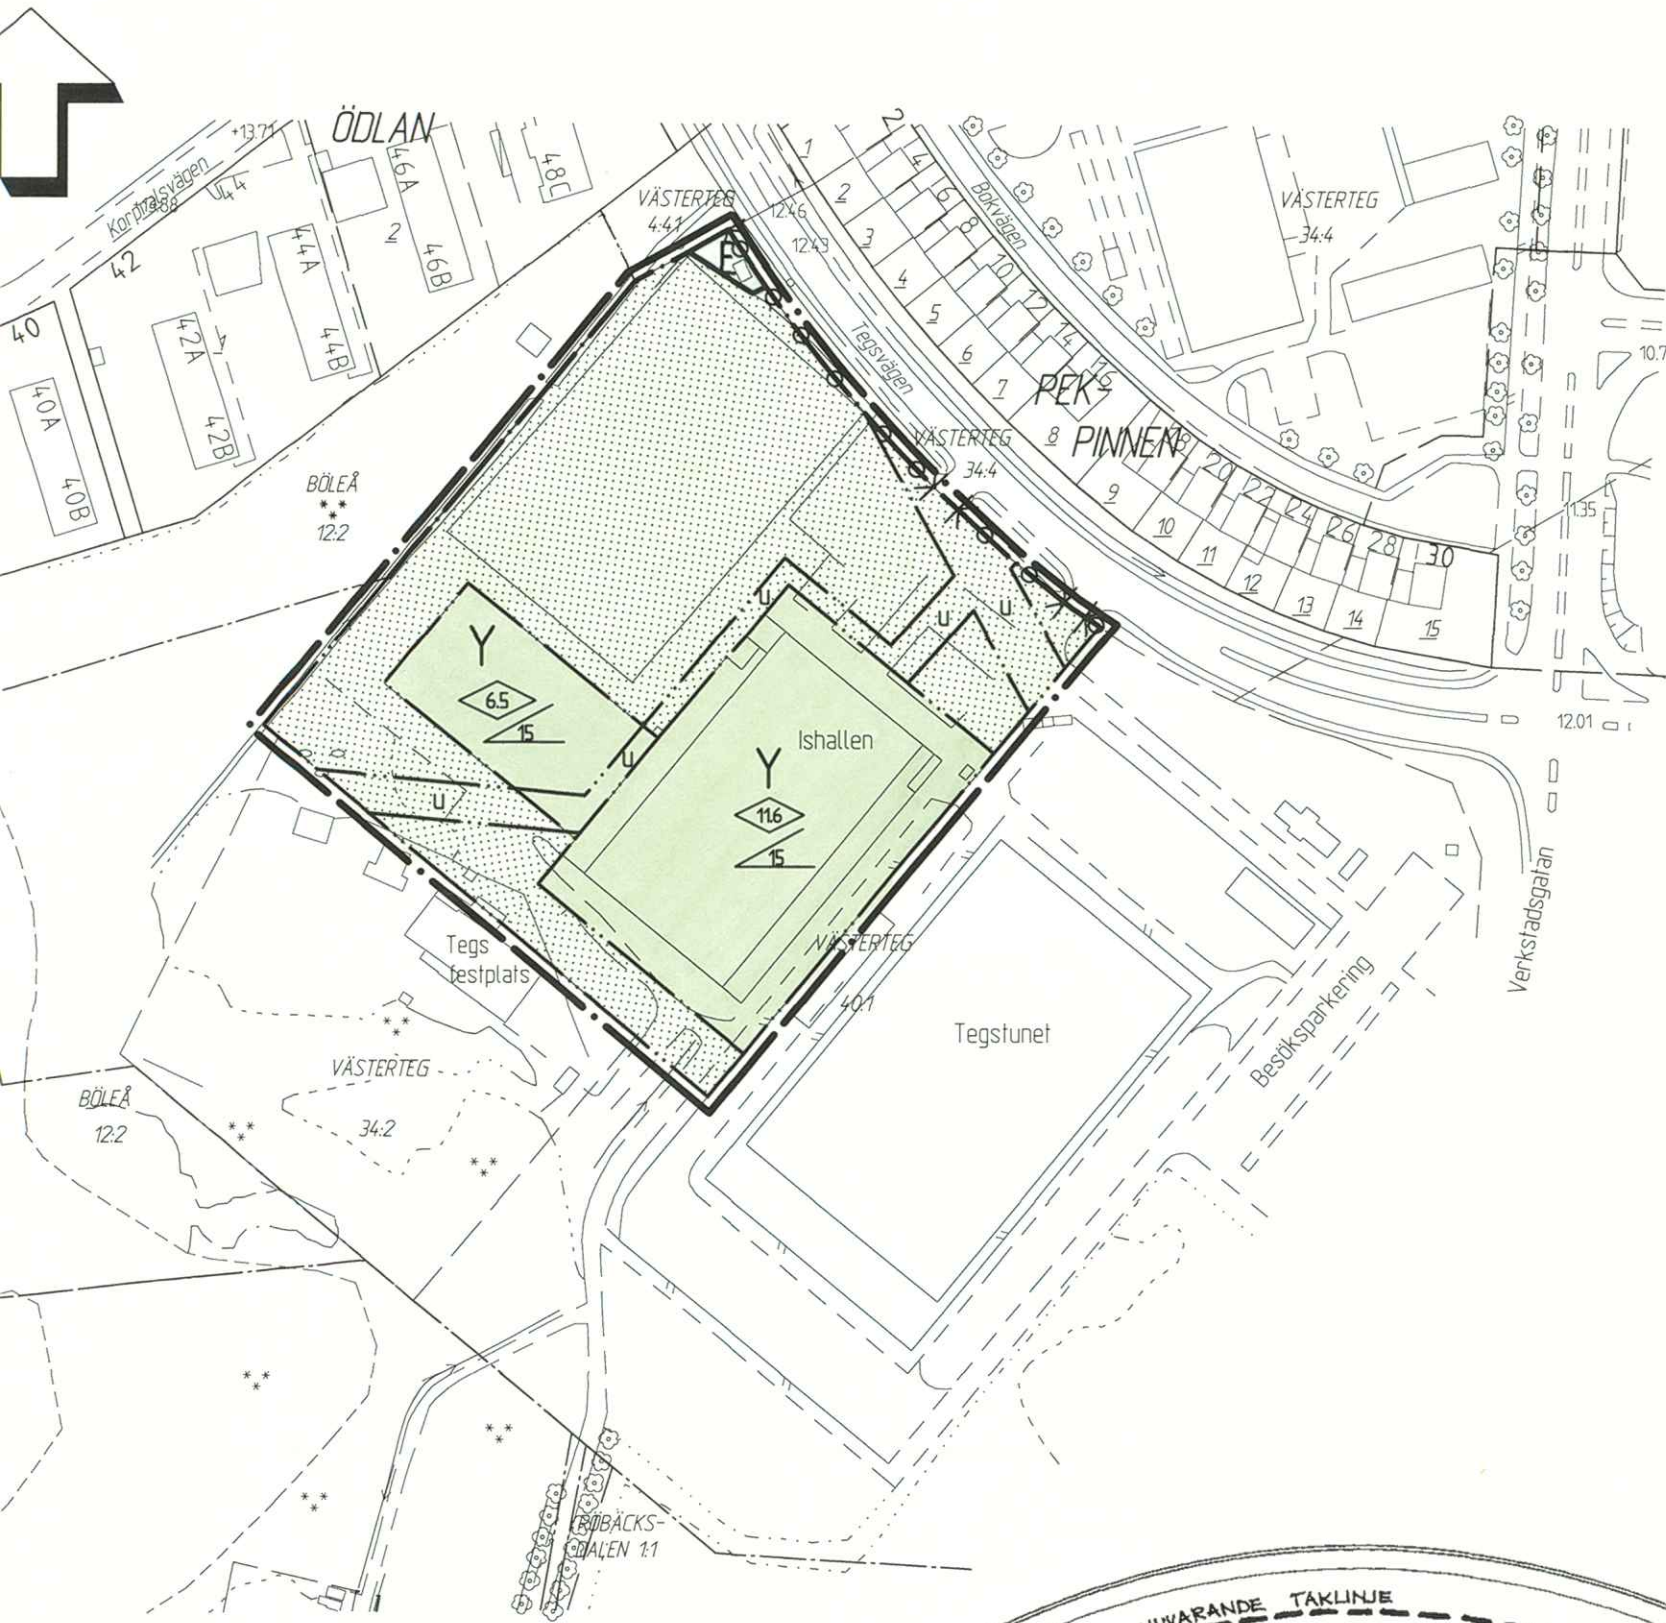 ÖDLAN
+13.71
Korpralsvägen
44
46A
48C
2
42
44A
46B
40
42A
44B
40A
42B
40B
VÄSTERTEG
4:41
12.46
12.43
E
1
2
3
4
5
6
7
8
9
10
11
12
13
14
15
2
4
6
8
10
12
14
16
18
20
22
24
26
28
30
Bokvägen
Tegsvägen
PEK-
PINNEN
VÄSTERTEG
34:4
VÄSTERTEG
34:4
10.7
11.35
12.01
BÖLEÅ
12:2
Y
6.5
15
u
u
u
u
u
Ishallen
Y
11.6
15
VÄSTERTEG
40:1
Tegs
festplats
Tegstunet
Besöksparkering
Verkstadsgatan
VÄSTERTEG
34:2
BÖLEÅ
12:2
RÖBÄCKS-
DALEN 1:1
NUVARANDE TAKLINJE